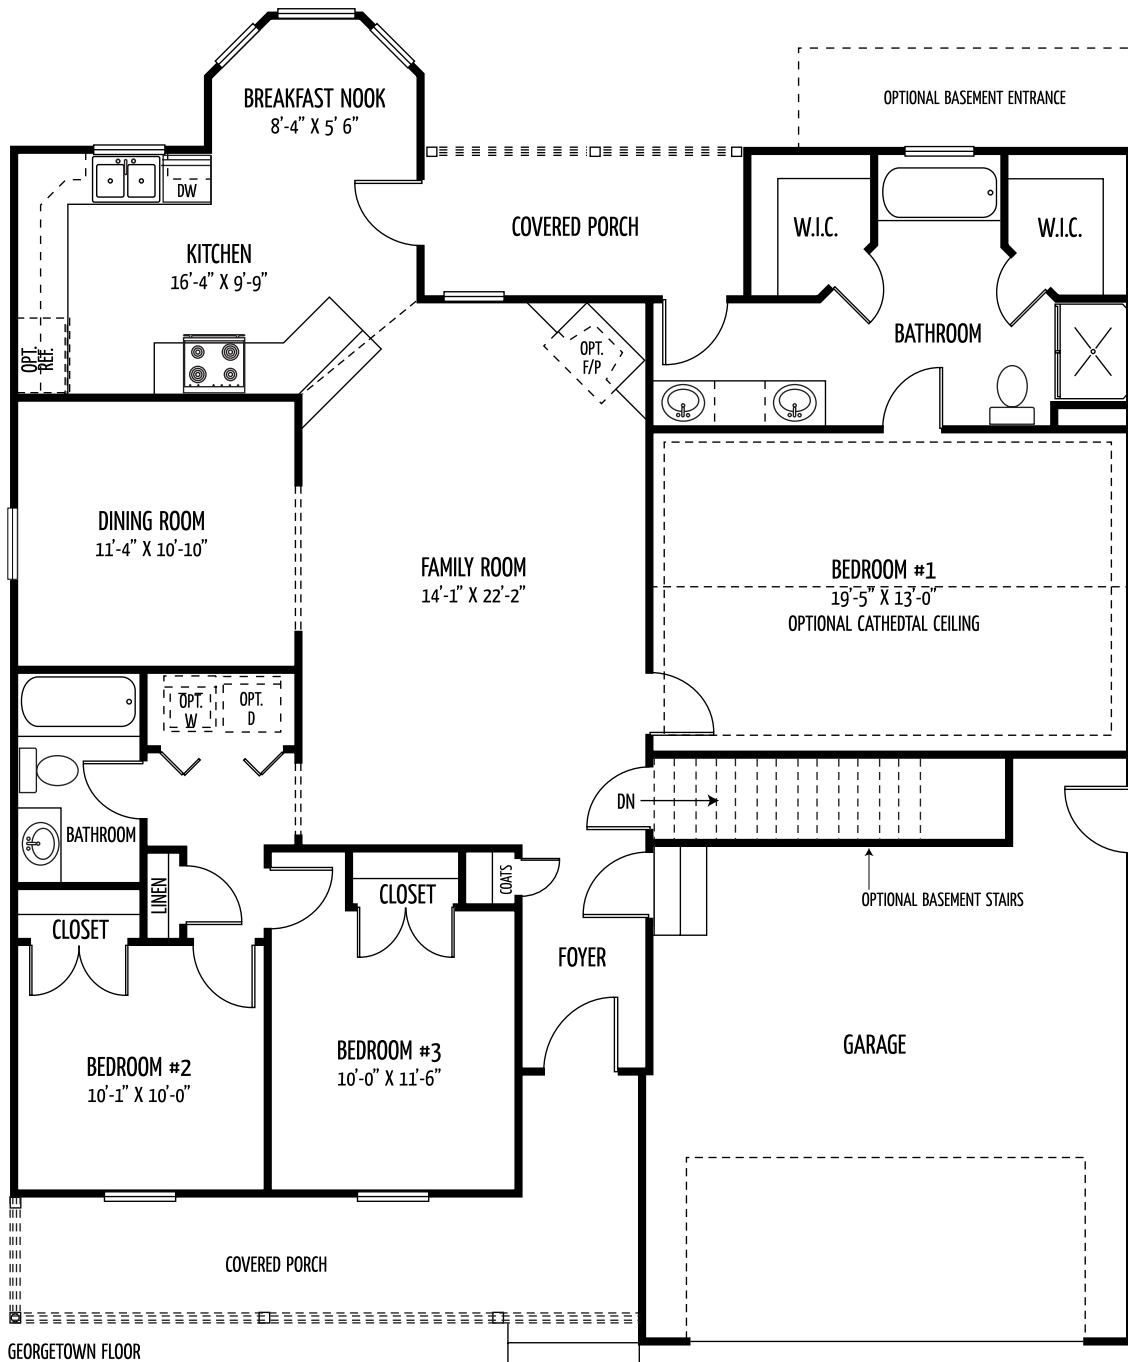 BREAKFAST NOOK
8'-4" X 5' 6"
OPTIONAL BASEMENT ENTRANCE
DW
COVERED PORCH
W.I.C.
W.I.C.
KITCHEN
16'-4" X 9'-9"
BATHROOM
OPT.
REF.
OPT.
F/P
DINING ROOM
11'-4" X 10'-10"
FAMILY ROOM
14'-1" X 22'-2"
BEDROOM #1
19'-5" X 13'-0"
OPTIONAL CATHEDTAL CEILING
OPT.
W
OPT.
D
BATHROOM
DN
LINEN
CLOSET
CLOSET
COATS
OPTIONAL BASEMENT STAIRS
FOYER
GARAGE
BEDROOM #2
10'-1" X 10'-0"
BEDROOM #3
10'-0" X 11'-6"
COVERED PORCH
GEORGETOWN FLOOR